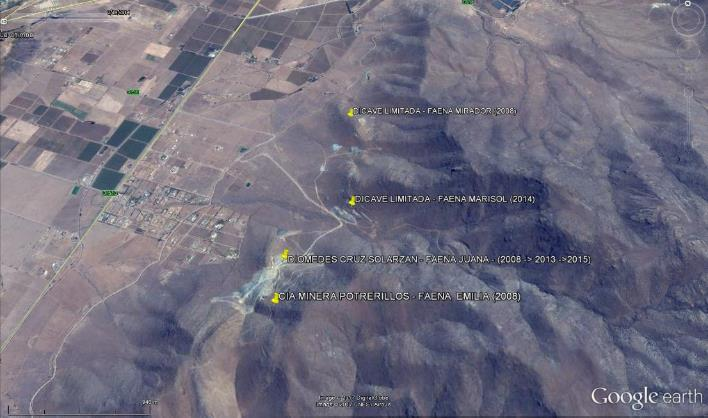 DICAVE LIMITADA - FAENA MIRADOR (2008)
DICAVE LIMITADA - FAENA MARISOL (2014)
DIOMEDES CRUZ SOLARZAN - FAENA JUANA - (2008 -> 2013 ->2015)
CIA MINERA POTRERILLOS - FAENA EMILIA (2008)
940 m
Google earth